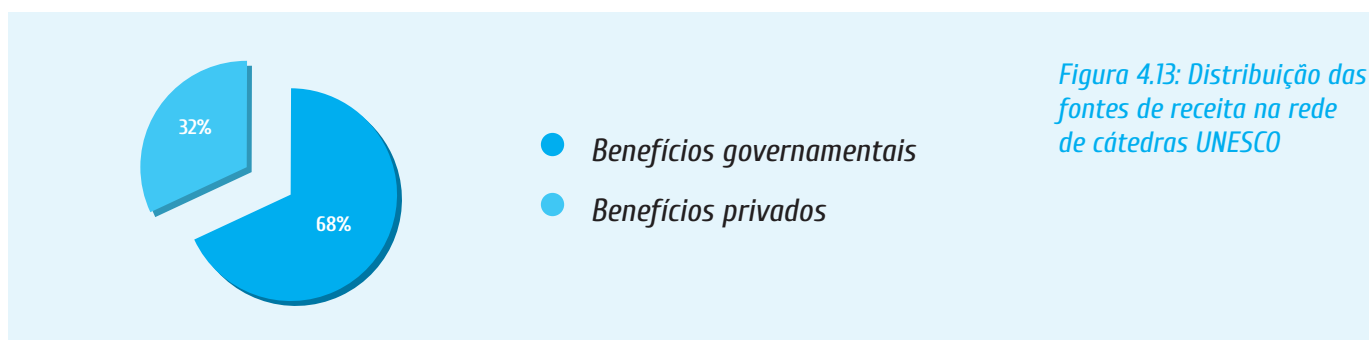 32%
68%
Benefícios governamentais
Benefícios privados
Figura 4.13: Distribuição das
fontes de receita na rede
de cátedras UNESCO